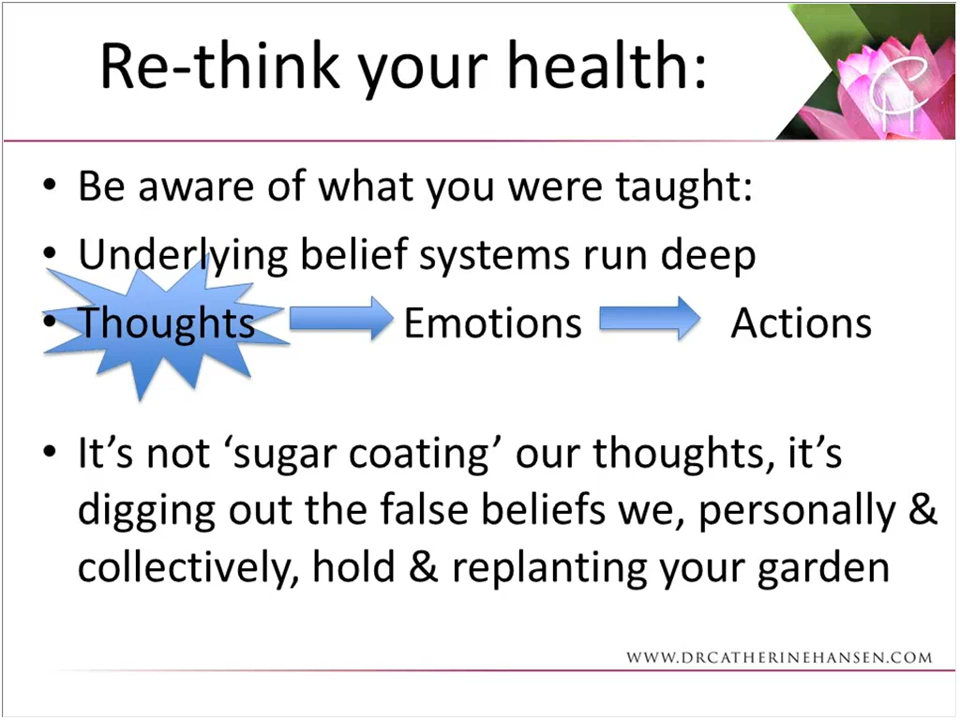 Re-think your health:
• Be aware of what you were taught:
• Underlying belief systems run deep
• Thoughts Emotions Actions
• It’s not ‘sugar coating’ our thoughts, it’s
digging out the false beliefs we, personally &
collectively, hold & replanting your garden
WWW.DRCATHERINEHANSEN.COM